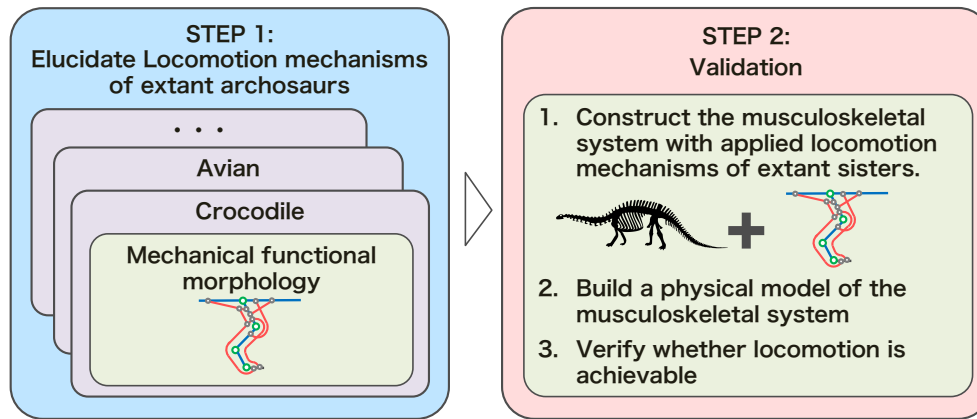 STEP 1:
Elucidate Locomotion mechanisms
of extant archosaurs
. . .
Avian
Crocodile
Mechanical functional
morphology
STEP 2:
Validation
1. Construct the musculoskeletal
system with applied locomotion
mechanisms of extant sisters.
2. Build a physical model of the
musculoskeletal system
3. Verify whether locomotion is
achievable